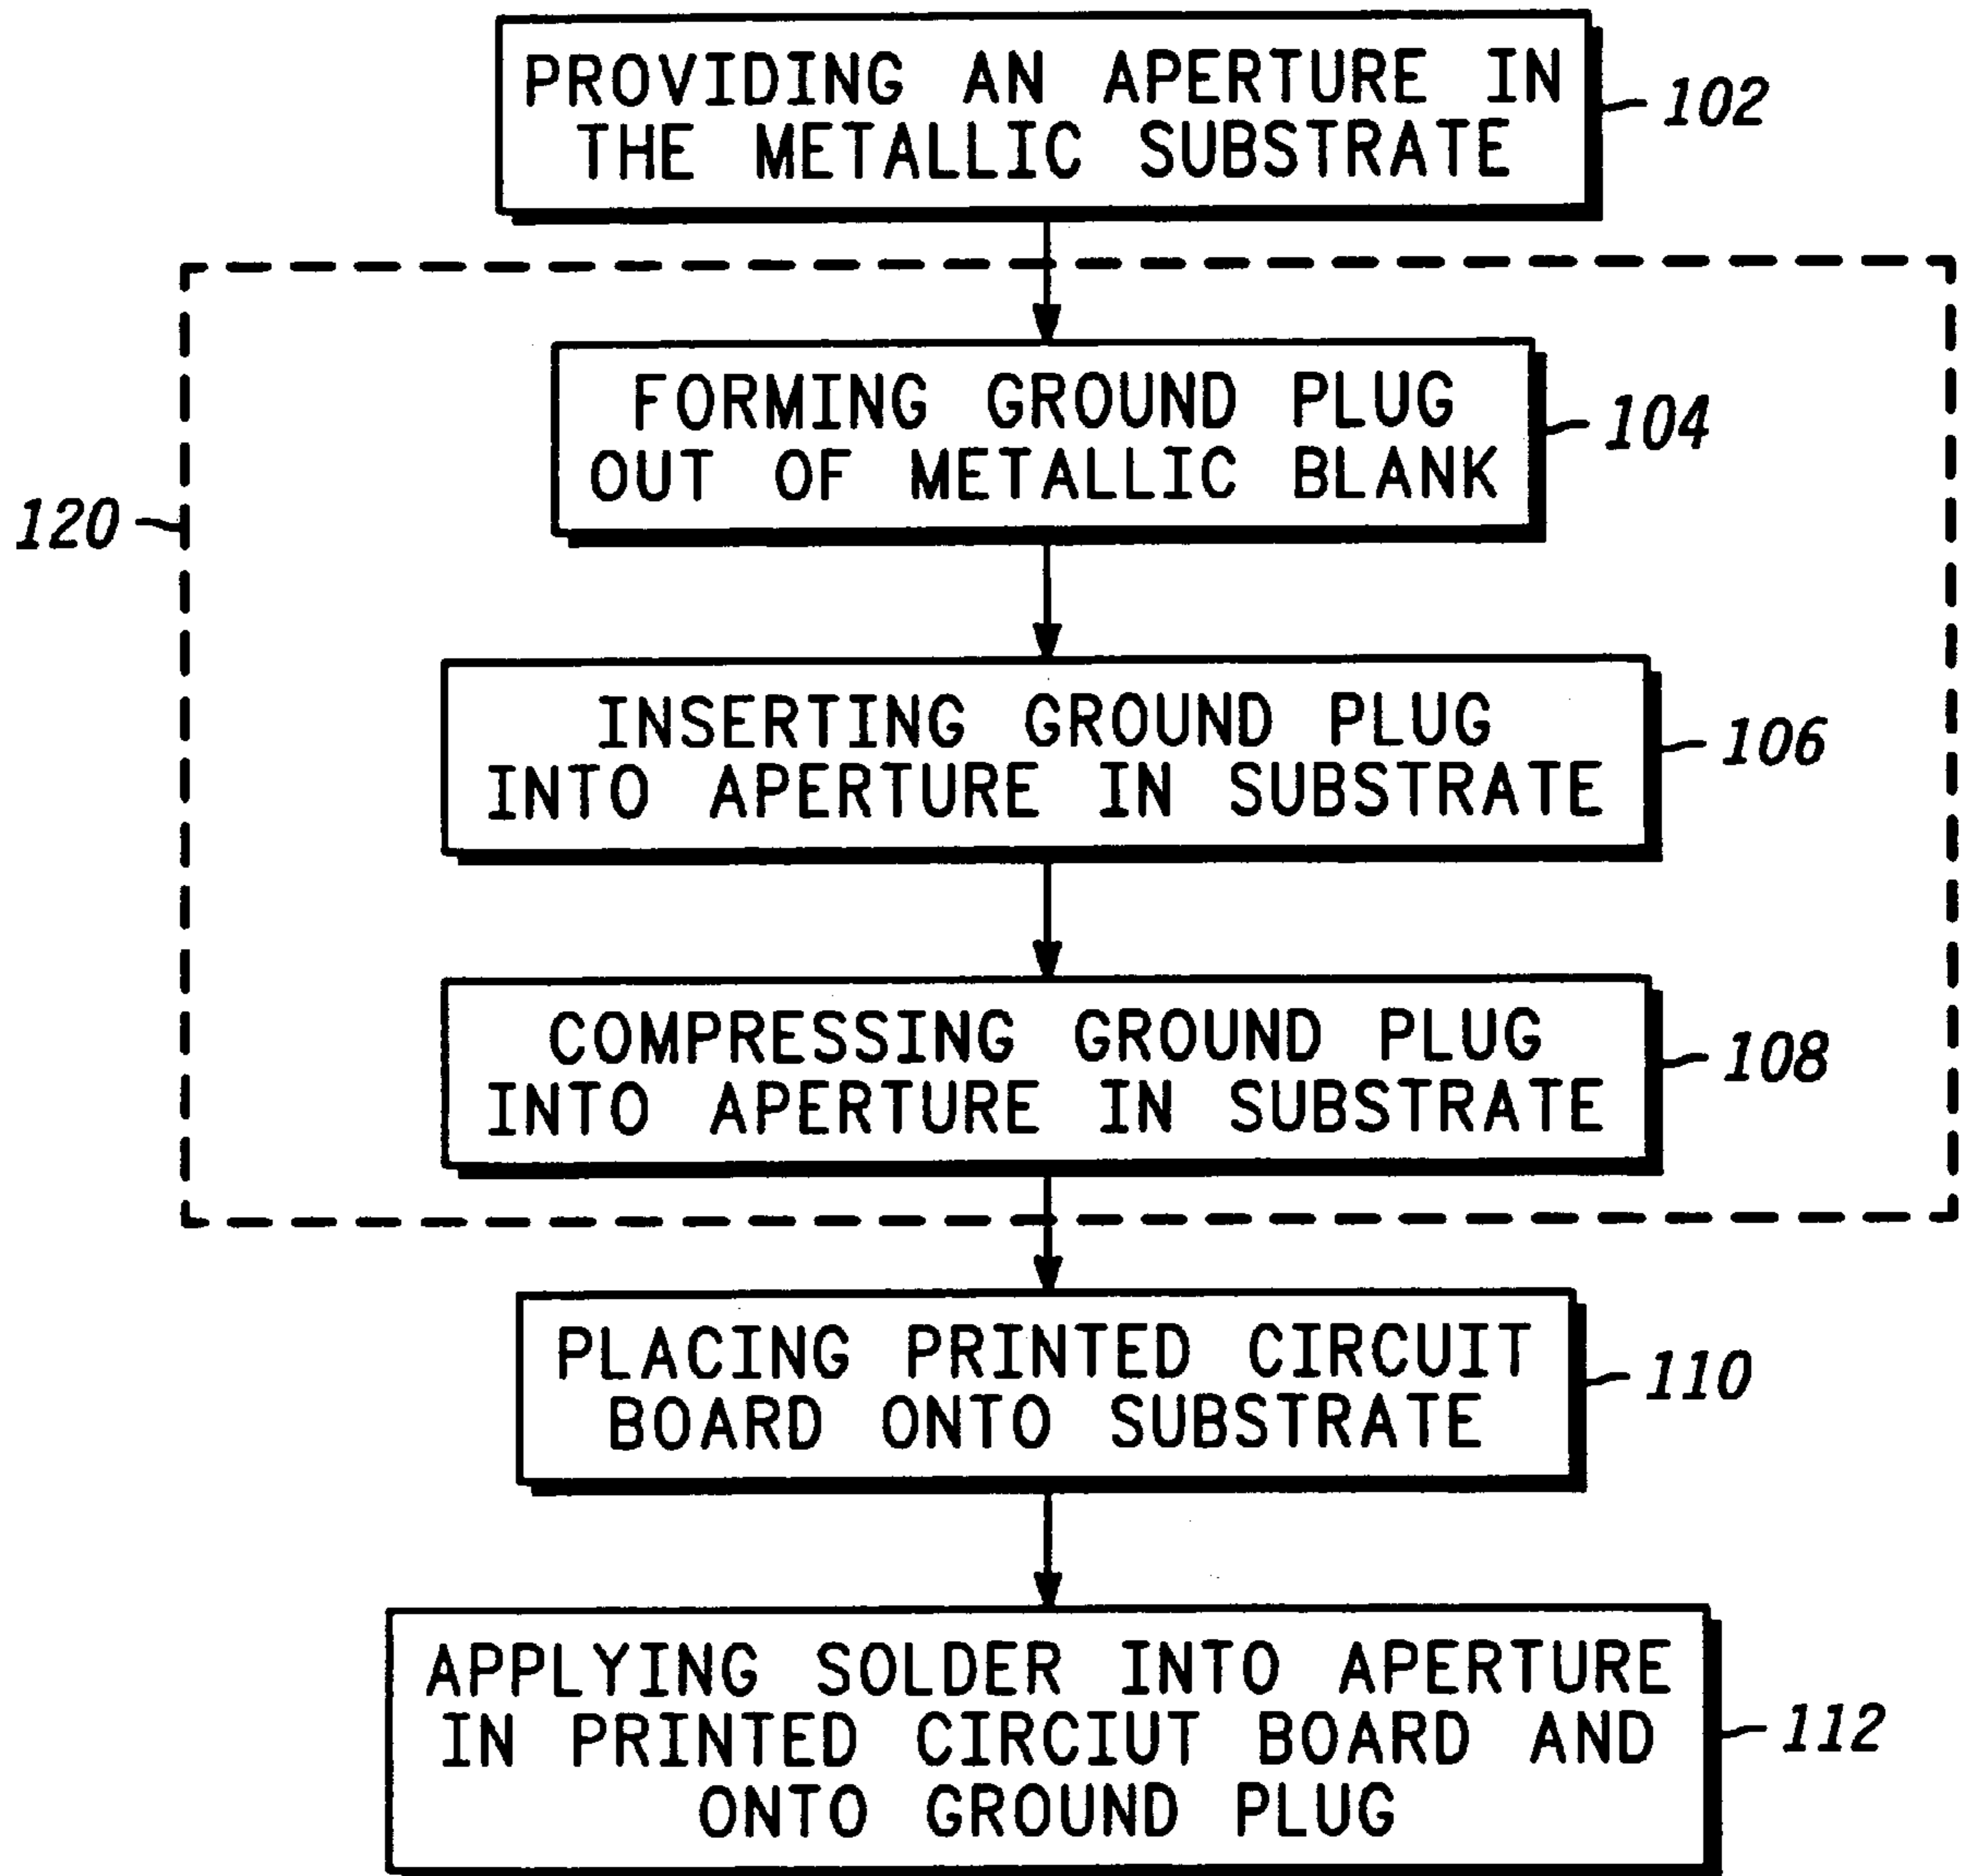 PROVIDING AN APERTURE IN
THE METALLIC SUBSTRATE
102
FORMING GROUND PLUG
OUT OF METALLIC BLANK
104
120
INSERTING GROUND PLUG
INTO APERTURE IN SUBSTRATE
106
COMPRESSING GROUND PLUG
INTO APERTURE IN SUBSTRATE
108
PLACING PRINTED CIRCUIT
BOARD ONTO SUBSTRATE
110
APPLYING SOLDER INTO APERTURE
IN PRINTED CIRCIUT BOARD AND
ONTO GROUND PLUG
112